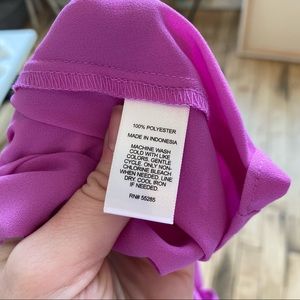 100% POLYESTER
MADE IN INDONESIA
MACHINE WASH
COLD WITH LIKE
COLORS, GENTLE
CYCLE. ONLY NON
CHLORINE BLEACH
WHEN NEEDED. LINE
DRY. COOL IRON
IF NEEDED.
RN# 55285